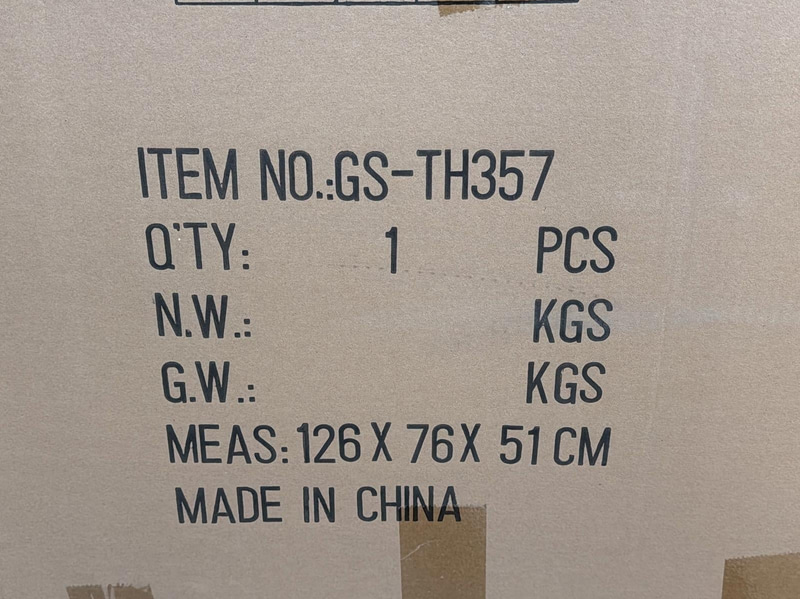 ITEM NO.:GS-TH357
Q'TY: 1 PCS
N.W.: KGS
G.W.: KGS
MEAS: 126 X 76 X 51 CM
MADE IN CHINA